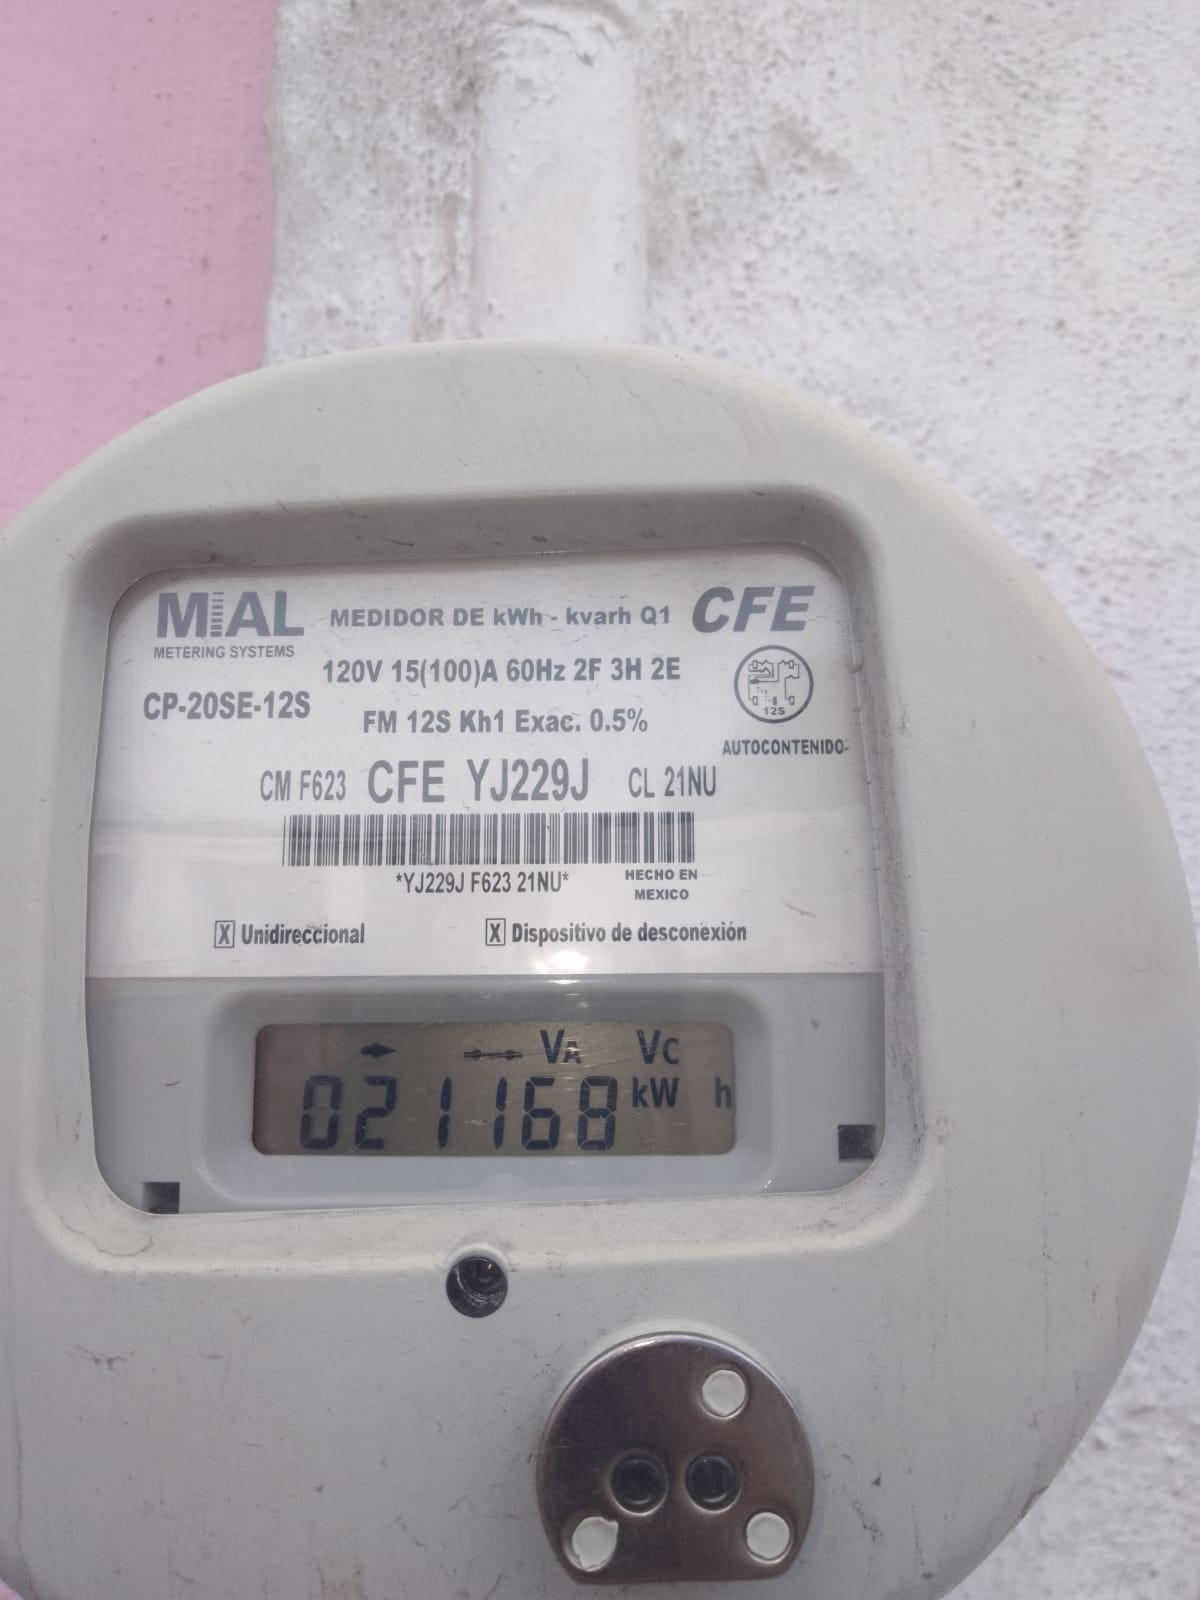 MIAL MEDIDOR DE kWh - kvarh Q1 CFE
METERING SYSTEMS
120V 15(100)A 60Hz 2F 3H 2E
CP-20SE-12S
FM 12S Kh1 Exac. 0.5%
12S
AUTOCONTENIDO
CM F623 CFE YJ229J CL 21NU
*YJ229J F623 21NU*
HECHO EN
MEXICO
X Unidireccional X Dispositivo de desconexión
VA VC
021168 kW h